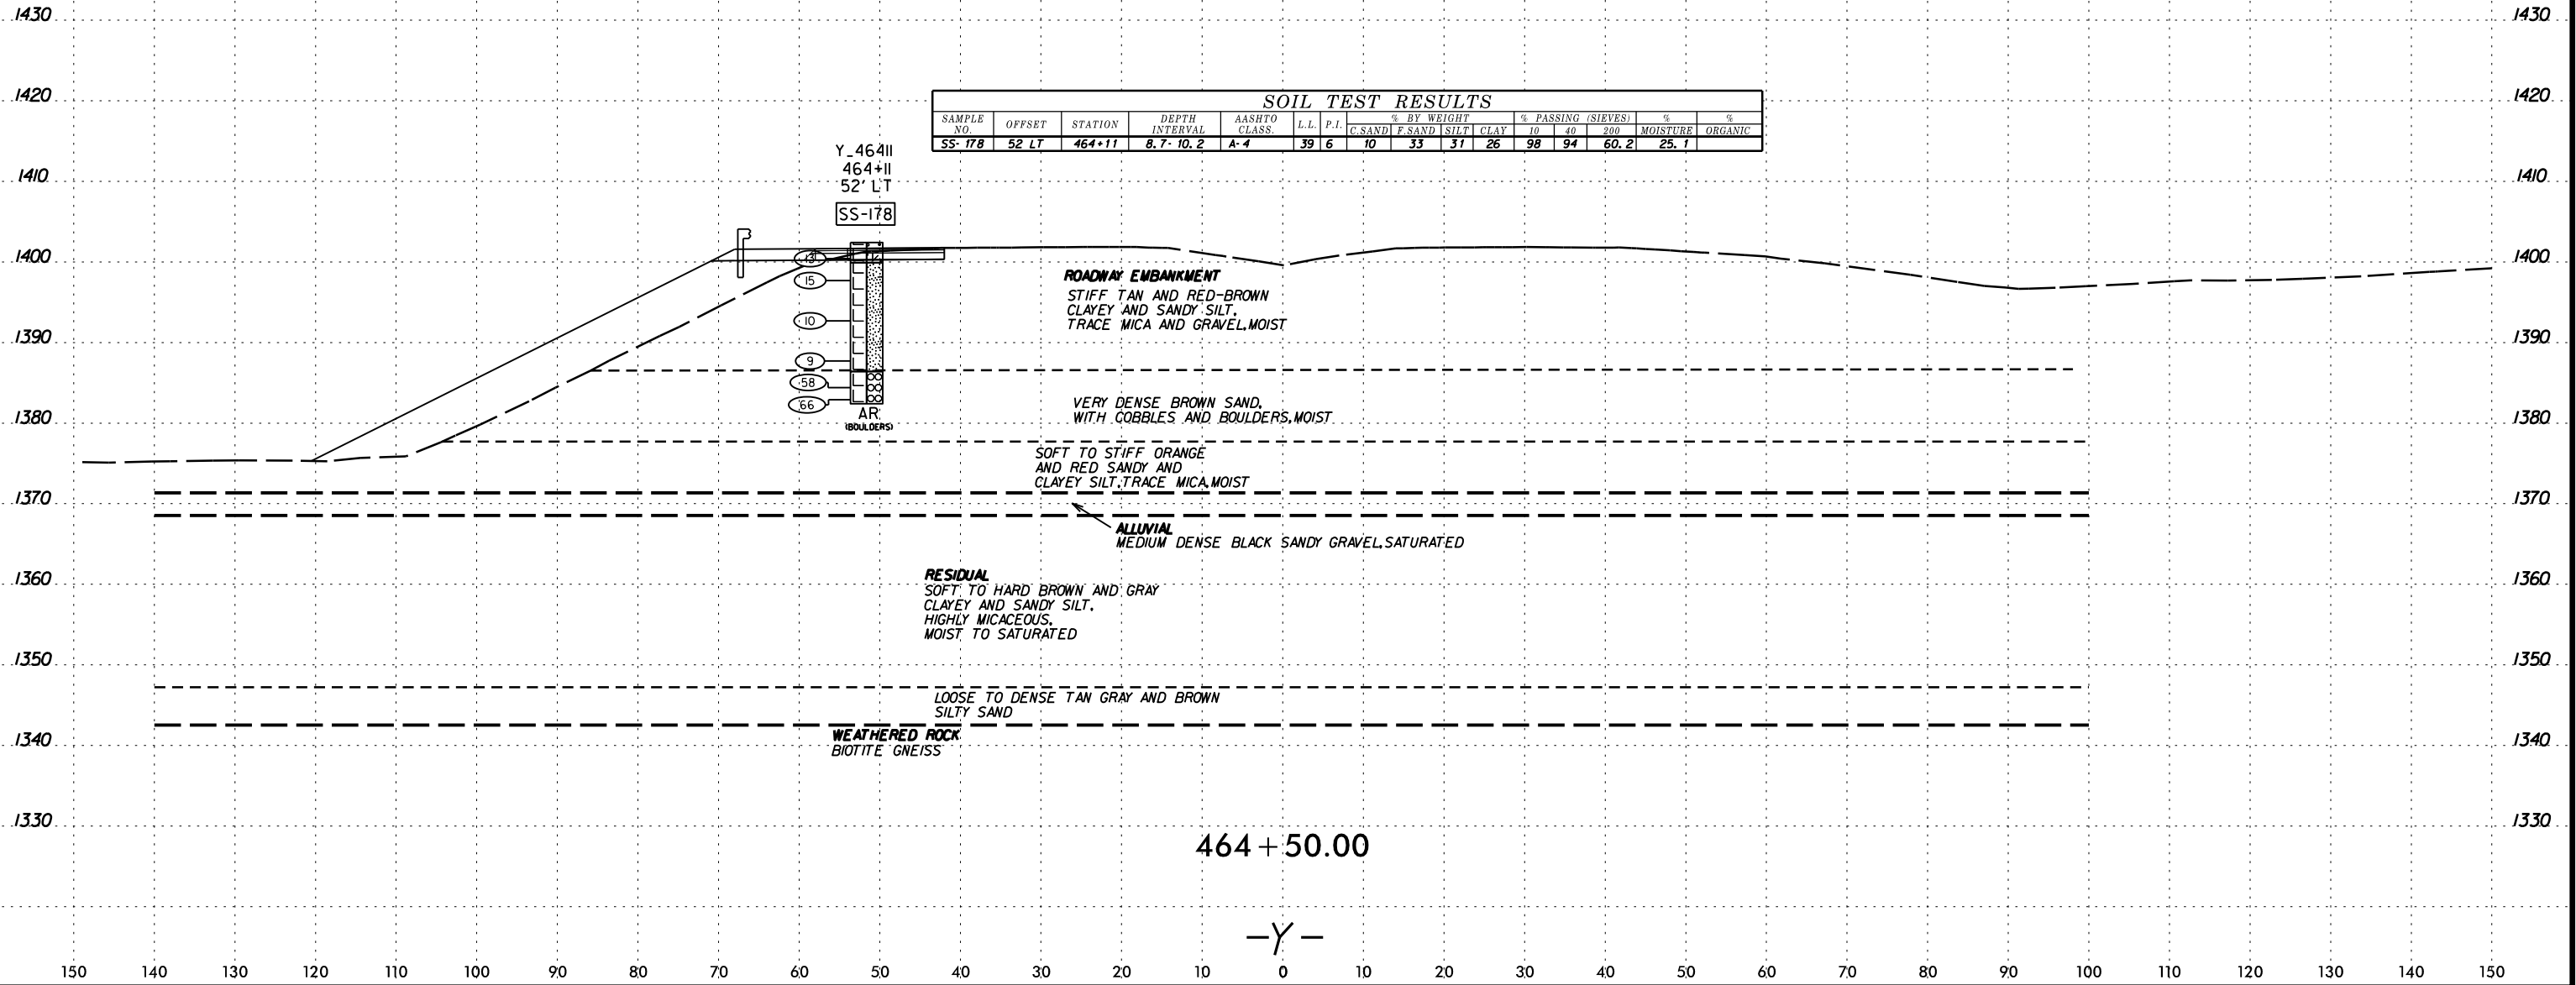 1430 1430
1420 1420
SOIL TEST RESULTS
SAMPLE NO. OFFSET STATION DEPTH INTERVAL AASHTO CLASS. L.L. P.I. % BY WEIGHT % PASSING (SIEVES) % MOISTURE % ORGANIC
C.SAND F.SAND SILT CLAY 10 40 200
SS-178 52 LT 464+11 8.7-10.2 A-4 39 6 10 33 31 26 98 94 60.2 25.1
Y_46411
464+11
52' LT
SS-178
1410 1410
1400 1400
13
15
10
9
58
66
AR
(BOULDERS)
ROADWAY EMBANKMENT
STIFF TAN AND RED-BROWN
CLAYEY AND SANDY SILT,
TRACE MICA AND GRAVEL,MOIST
1390 1390
VERY DENSE BROWN SAND,
WITH COBBLES AND BOULDERS,MOIST
1380 1380
SOFT TO STIFF ORANGE
AND RED SANDY AND
CLAYEY SILT,TRACE MICA,MOIST
1370 1370
ALLUVIAL
MEDIUM DENSE BLACK SANDY GRAVEL,SATURATED
RESIDUAL
SOFT TO HARD BROWN AND GRAY
CLAYEY AND SANDY SILT,
HIGHLY MICACEOUS,
MOIST TO SATURATED
1360 1360
1350 1350
LOOSE TO DENSE TAN GRAY AND BROWN
SILTY SAND
WEATHERED ROCK
BIOTITE GNEISS
1340 1340
1330 1330
464+50.00
-Y-
150 140 130 120 110 100 90 80 70 60 50 40 30 20 10 0 10 20 30 40 50 60 70 80 90 100 110 120 130 140 150